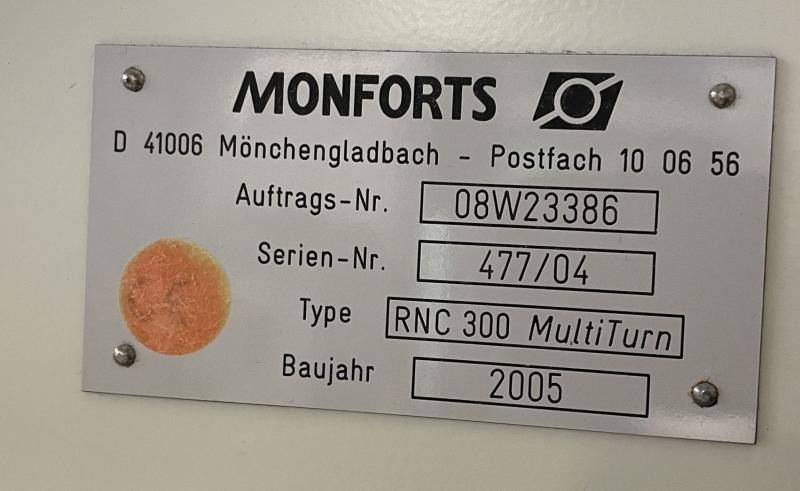 MONFORTS
D 41006 Mönchengladbach - Postfach 10 06 56
Auftrags-Nr. 08W23386
Serien-Nr. 477/04
Type RNC 300 MultiTurn
Baujahr 2005